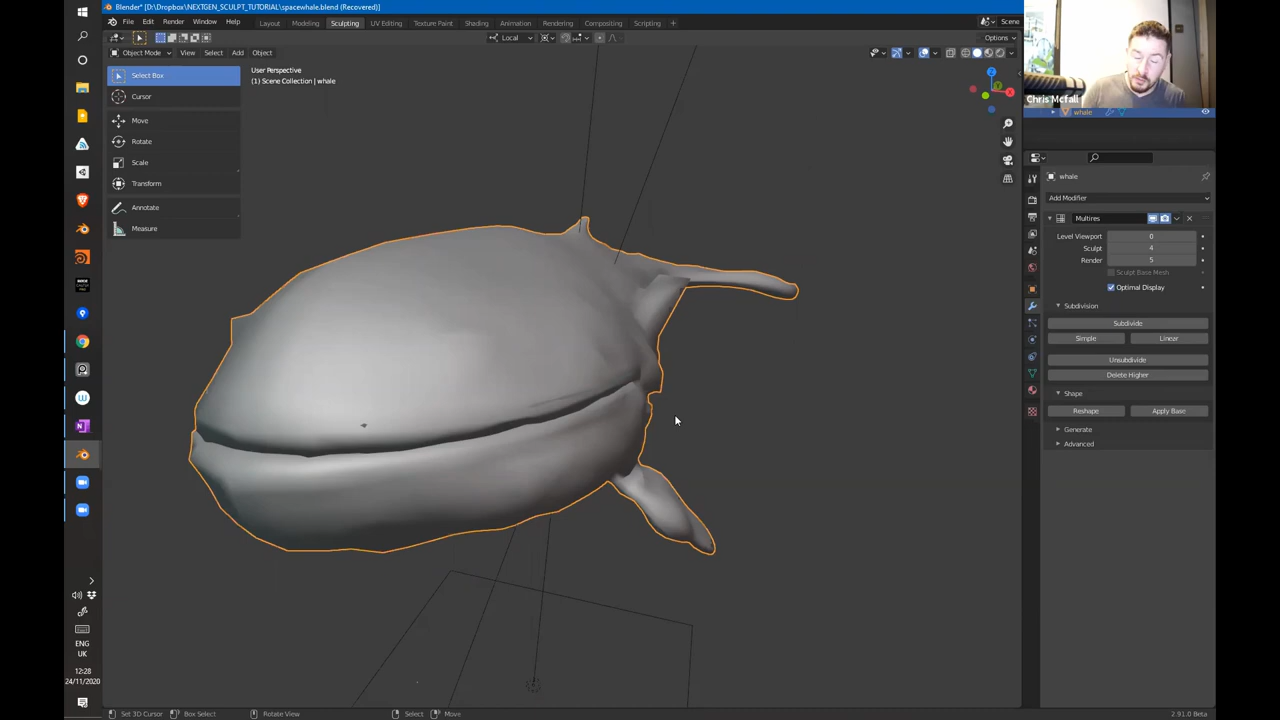 Blender* [D:\Dropbox\NEXTGEN_SCULPT_TUTORIAL\spacewhale.blend (Recovered)]
File Edit Render Window Help
Layout Modeling Sculpting UV Editing Texture Paint Shading Animation Rendering Compositing Scripting +
Scene
Local
Options
Object Mode View Select Add Object
User Perspective
(1) Scene Collection | whale
Select Box
Cursor
Move
Rotate
Scale
Transform
Annotate
Measure
Z
X
Chris Mcfall
whale
whale
Add Modifier
Multires
Level Viewport 0
Sculpt 4
Render 5
Sculpt Base Mesh
Optimal Display
Subdivision
Subdivide
Simple Linear
Unsubdivide
Delete Higher
Shape
Reshape Apply Base
Generate
Advanced
ENG
UK
12:28
24/11/2020
Set 3D Cursor Box Select Rotate View Select Move
2.91.0 Beta